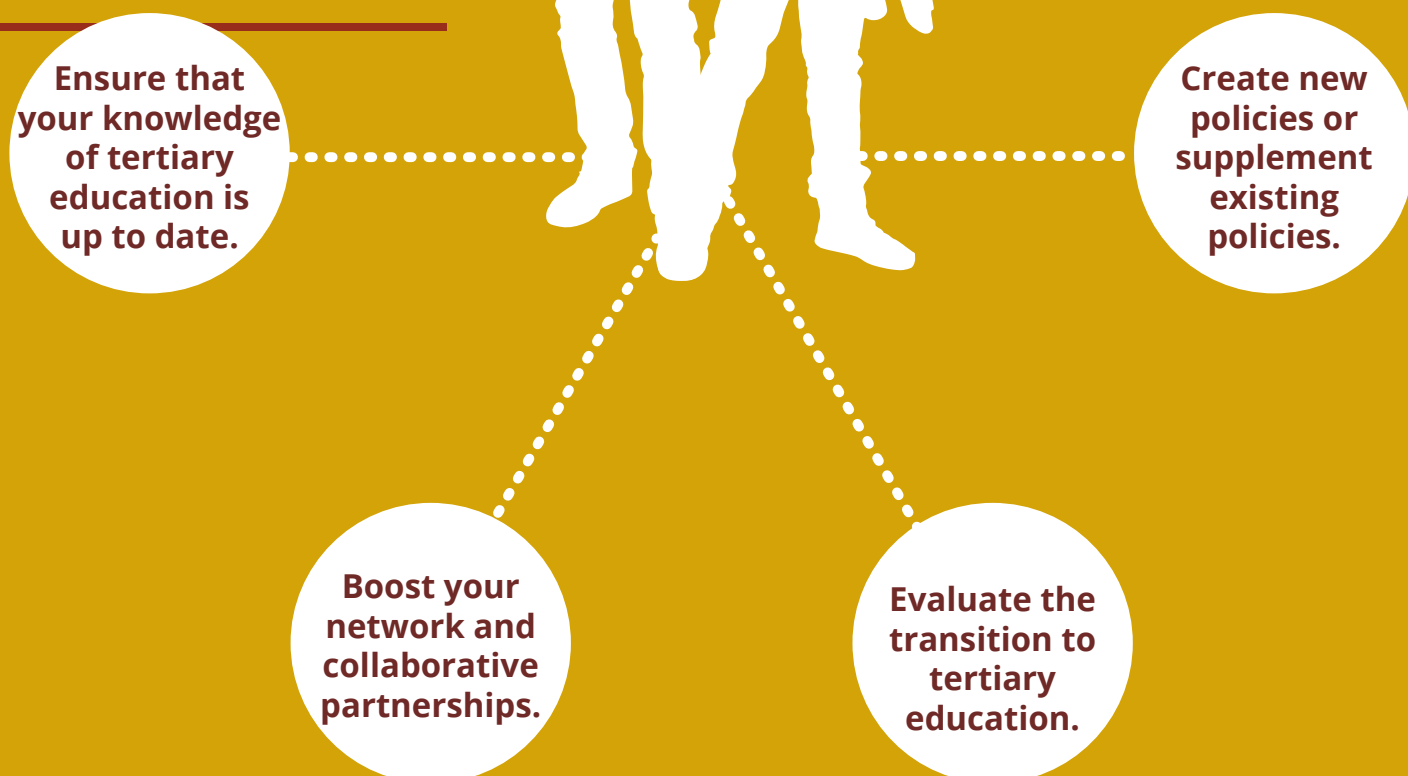 Ensure that
your knowledge
of tertiary
education is
up to date.
Create new
policies or
supplement
existing
policies.
Boost your
network and
collaborative
partnerships.
Evaluate the
transition to
tertiary
education.